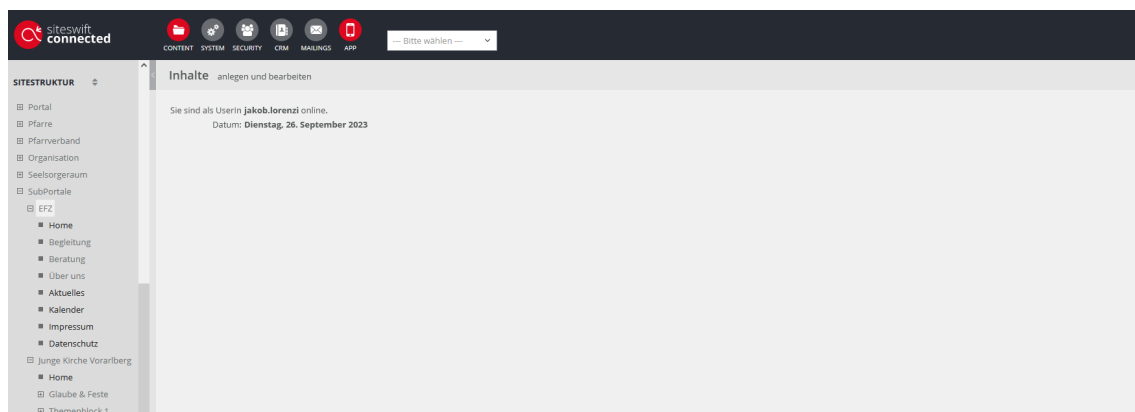 siteswift
connected
CONTENT SYSTEM SECURITY CRM MAILINGS APP
--- Bitte wählen ---
SITESTRUKTUR
Portal
Pfarre
Pfarrverband
Organisation
Seelsorgeraum
SubPortale
EFZ
Home
Begleitung
Beratung
Über uns
Aktuelles
Kalender
Impressum
Datenschutz
Junge Kirche Vorarlberg
Home
Glaube & Feste
Themenblock 1
Inhalte anlegen und bearbeiten
Sie sind als UserIn jakob.lorenzi online.
Datum: Dienstag, 26. September 2023